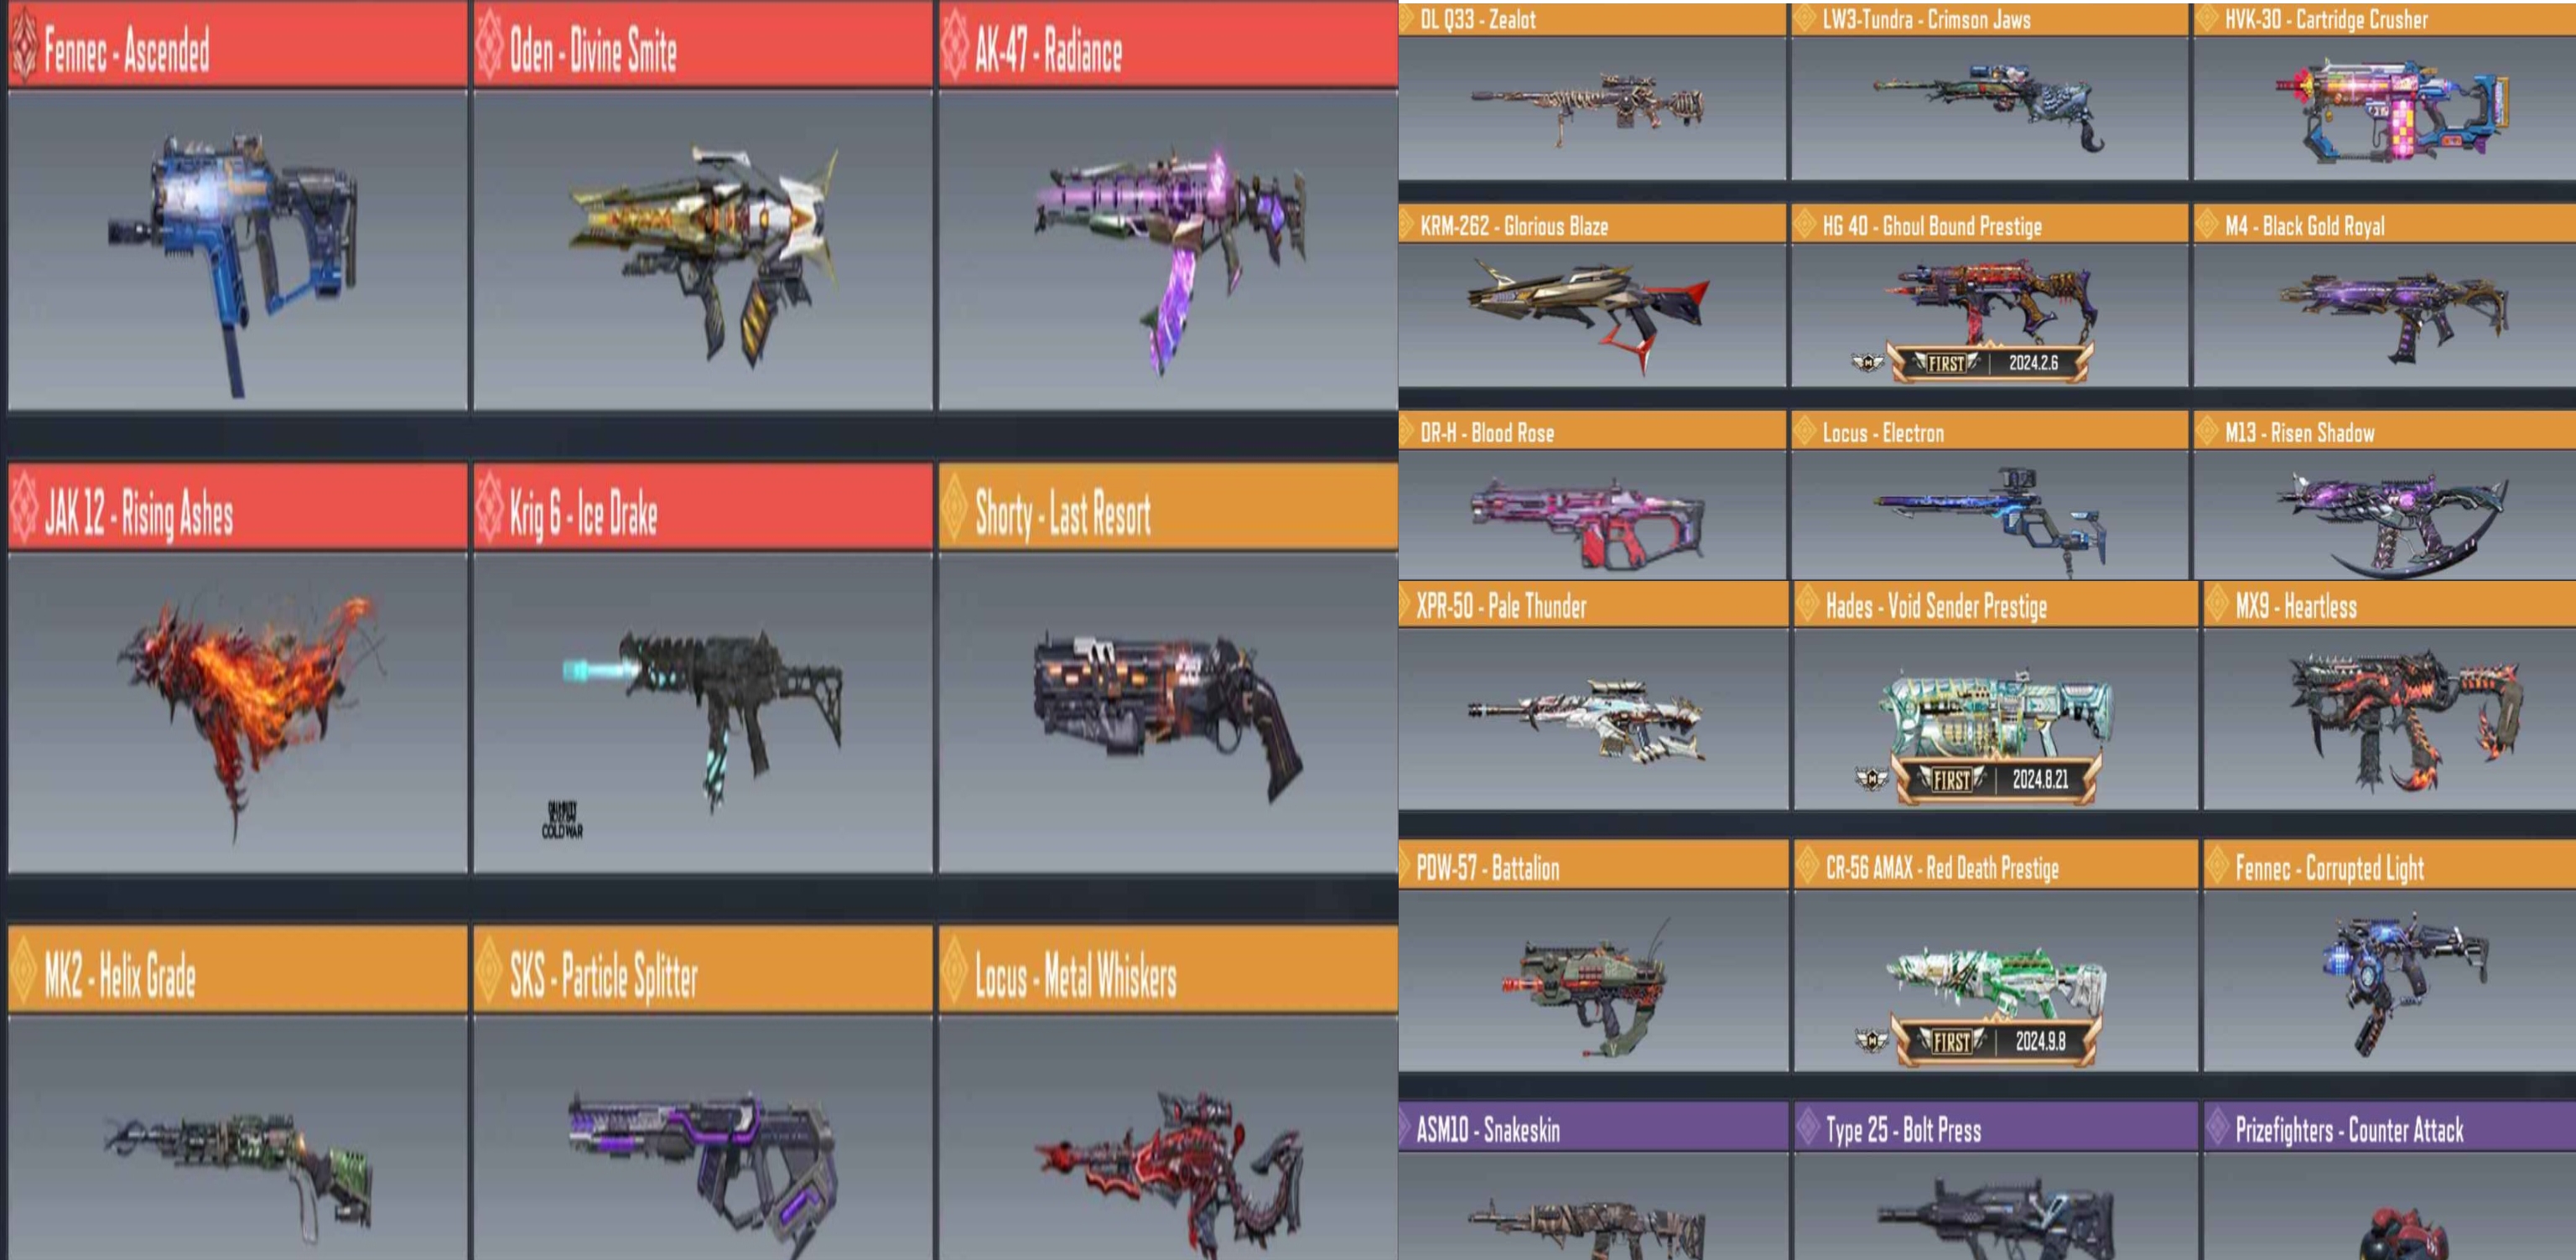 Fennec - Ascended
Oden - Divine Smite
AK-47 - Radiance
JAK 12 - Rising Ashes
Krig 6 - Ice Drake
Shorty - Last Resort
COLD WAR
MK2 - Helix Grade
SKS - Particle Splitter
Locus - Metal Whiskers
DL Q33 - Zealot
LW3-Tundra - Crimson Jaws
HVK-30 - Cartridge Crusher
KRM-262 - Glorious Blaze
HG 40 - Ghoul Bound Prestige
M4 - Black Gold Royal
FIRST 2024.2.6
DR-H - Blood Rose
Locus - Electron
M13 - Risen Shadow
XPR-50 - Pale Thunder
Hades - Void Sender Prestige
MX9 - Heartless
FIRST 2024.8.21
PDW-57 - Battalion
CR-56 AMAX - Red Death Prestige
Fennec - Corrupted Light
FIRST 2024.9.8
ASM10 - Snakeskin
Type 25 - Bolt Press
Prizefighters - Counter Attack